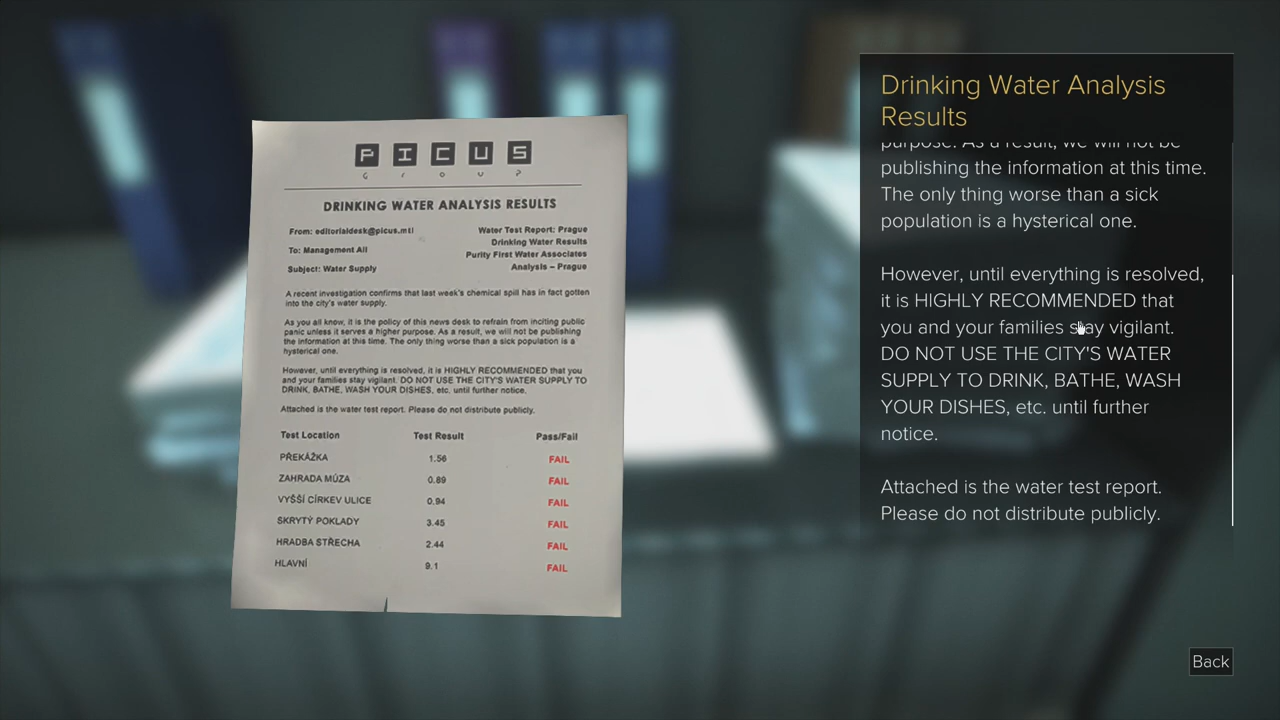 PICUS
GROUP
DRINKING WATER ANALYSIS RESULTS
From: editorialdesk@picus.mtl
To: Management All
Subject: Water Supply
Water Test Report: Prague
Drinking Water Results
Purity First Water Associates
Analysis – Prague
A recent investigation confirms that last week's chemical spill has in fact gotten
into the city's water supply.
As you all know, it is the policy of this news desk to refrain from inciting public
panic unless it serves a higher purpose. As a result, we will not be publishing
the information at this time. The only thing worse than a sick population is a
hysterical one.
However, until everything is resolved, it is HIGHLY RECOMMENDED that you
and your families stay vigilant. DO NOT USE THE CITY'S WATER SUPPLY TO
DRINK, BATHE, WASH YOUR DISHES, etc. until further notice.
Attached is the water test report. Please do not distribute publicly.
Test Location Test Result Pass/Fail
PŘEKÁŽKA 1.56 FAIL
ZAHRADA MÚZA 0.89 FAIL
VYŠŠÍ CÍRKEV ULICE 0.94 FAIL
SKRYTÝ POKLADY 3.45 FAIL
HRADBA STŘECHA 2.44 FAIL
HLAVNÍ 9.1 FAIL
Drinking Water Analysis
Results
purpose. As a result, we will not be
publishing the information at this time.
The only thing worse than a sick
population is a hysterical one.
However, until everything is resolved,
it is HIGHLY RECOMMENDED that
you and your families stay vigilant.
DO NOT USE THE CITY'S WATER
SUPPLY TO DRINK, BATHE, WASH
YOUR DISHES, etc. until further
notice.
Attached is the water test report.
Please do not distribute publicly.
Back